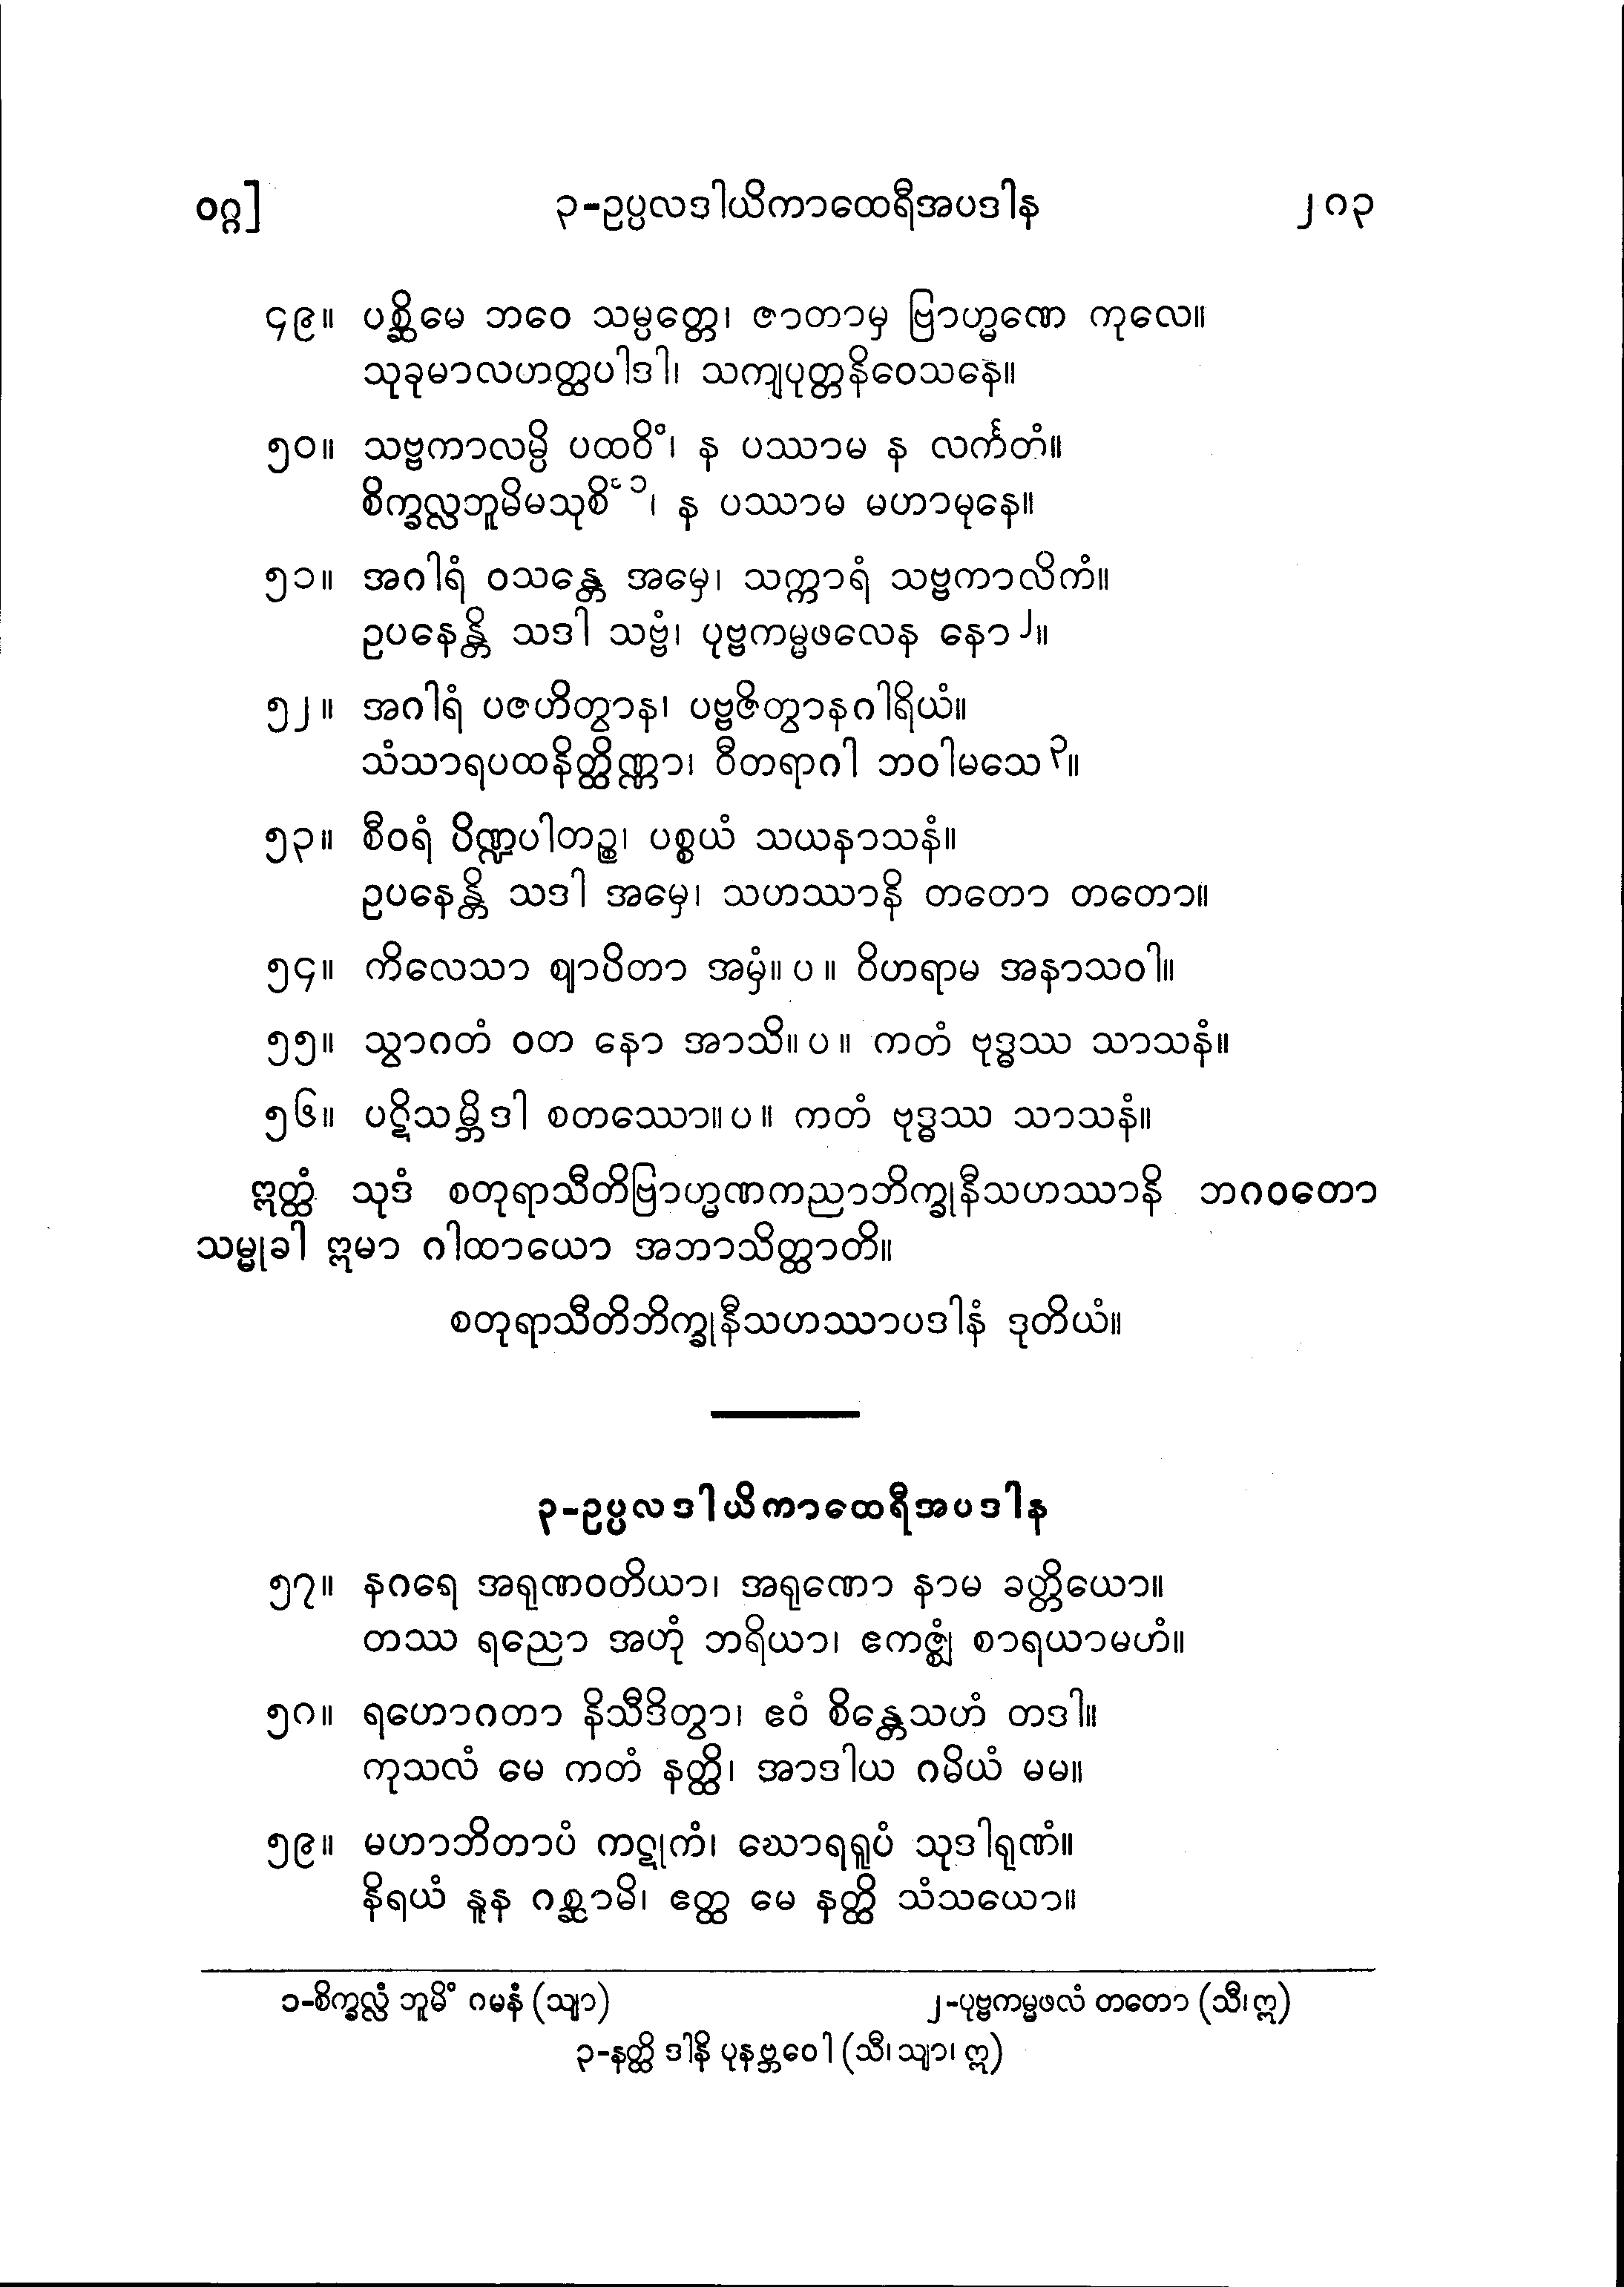 ဝဂ္ဂ] ၃-ဥပ္ပလဒါယိကာထေရီအပဒါန ၂၈၃
၄၉။ ပစ္ဆိမေ ဘဝေ သမ္ပတ္တေ၊ ဇာတာမှ ဗြာဟ္မဏေ ကုလေ။
သုခုမာလဟတ္ထပါဒါ၊ သကျပုတ္တနိဝေသနေ။
၅၀။ သဗ္ဗကာလမ္ပိ ပထဝိံ၊ န ပဿာမ န လင်္ကတံ။
စိက္ခလ္လဘူမိမသုစိံ ၁၊ န ပဿာမ မဟာမုနေ။
၅၁။ အဂါရံ ဝသန္တေ အမှေ၊ သက္ကာရံ သဗ္ဗကာလိကံ။
ဥပနေန္တိ သဒါ သဗ္ဗံ၊ ပုဗ္ဗကမ္မဖလေန နော၂။
၅၂။ အဂါရံ ပဇဟိတွာန၊ ပဗ္ဗဇိတွာနဂါရိယံ။
သံသာရပထနိတ္ထိဏ္ဏာ၊ ဝီတရာဂါ ဘဝါမသေ၃။
၅၃။ စီဝရံ ပိဏ္ဍပါတဉ္စ၊ ပစ္စယံ သယနာသနံ။
ဥပနေန္တိ သဒါ အမှေ၊ သဟဿာနိ တတော တတော။
၅၄။ ကိလေသာ ဈာပိတာ အမှံ။ ပ ။ ဝိဟရာမ အနာသဝါ။
၅၅။ သွာဂတံ ဝတ နော အာသိ။ ပ ။ ကတံ ဗုဒ္ဓဿ သာသနံ။
၅၆။ ပဋိသမ္ဘိဒါ စတဿော။ ပ ။ ကတံ ဗုဒ္ဓဿ သာသနံ။
ဣတ္ထံ သုဒံ စတုရာသီတိဗြာဟ္မဏကညာဘိက္ခုနီသဟဿာနိ ဘဂဝတော
သမ္မုခါ ဣမာ ဂါထာယော အဘာသိတ္ထာတိ။
စတုရာသီတိဘိက္ခုနီသဟဿာပဒါနံ ဒုတိယံ။
၃-ဥပ္ပလဒါယိကာထေရီအပဒါန
၅၇။ နဂရေ အရုဏဝတိယာ၊ အရုဏော နာမ ခတ္တိယော။
တဿ ရညော အဟုံ ဘရိယာ၊ ဧကဇ္ဈံ စာရယာမဟံ။
၅၈။ ရဟောဂတာ နိသီဒိတွာ၊ ဧဝံ စိန္တေသဟံ တဒါ။
ကုသလံ မေ ကတံ နတ္ထိ၊ အာဒါယ ဂမိယံ မမ။
၅၉။ မဟာဘိတာပံ ကဋုကံ၊ ဃောရရူပံ သုဒါရုဏံ။
နိရယံ နူန ဂစ္ဆာမိ၊ ဧတ္ထ မေ နတ္ထိ သံသယော။
၁-စိက္ခလ္လံ ဘူမိံ ဂမနံ (သျာ) ၂-ပုဗ္ဗကမ္မဖလံ တတော (သီ၊ ဣ)
၃-နတ္ထိ ဒါနိ ပုနဗ္ဘဝေါ (သီ၊ သျာ၊ ဣ)